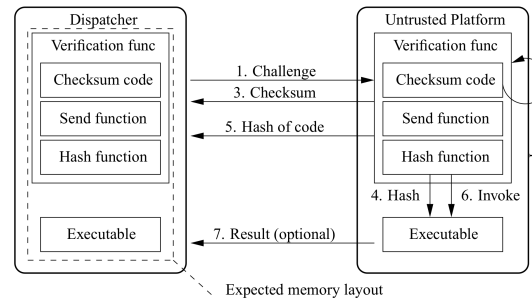 Dispatcher
Untrusted Platform
Verification func
Verification func
Checksum code
1. Challenge
Checksum code
3. Checksum
Send function
Send function
5. Hash of code
Hash function
Hash function
4. Hash
6. Invoke
Executable
7. Result (optional)
Executable
Expected memory layout